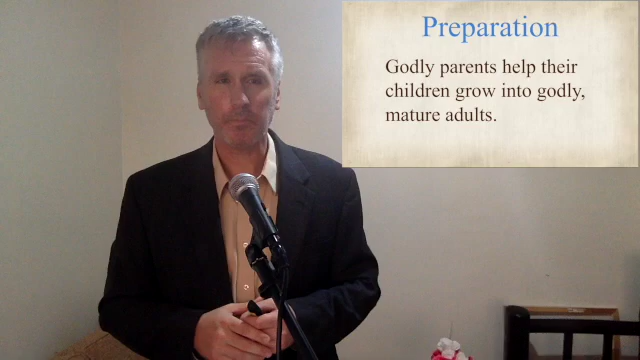 Preparation
Godly parents help their
children grow into godly,
mature adults.